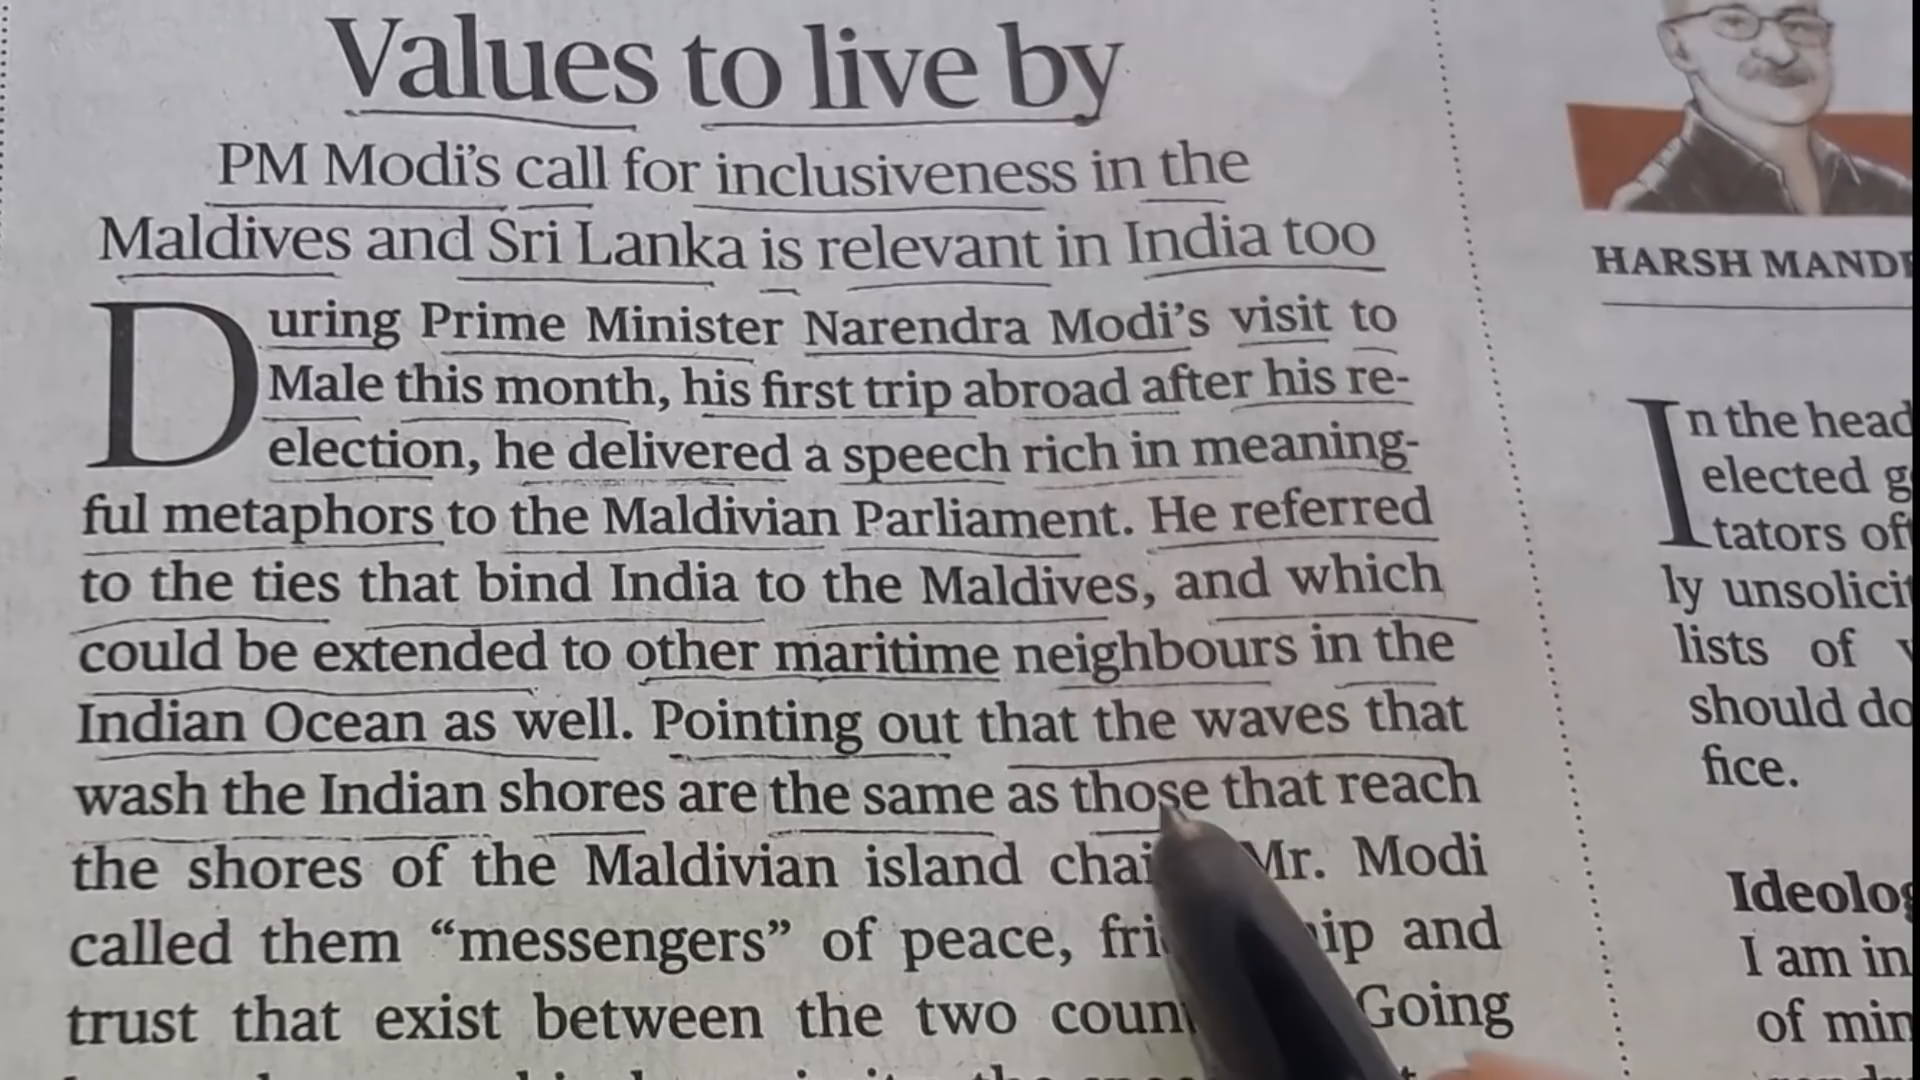 Values to live by
PM Modi's call for inclusiveness in the
Maldives and Sri Lanka is relevant in India too
During Prime Minister Narendra Modi's visit to
Male this month, his first trip abroad after his re-
election, he delivered a speech rich in meaning-
ful metaphors to the Maldivian Parliament. He referred
to the ties that bind India to the Maldives, and which
could be extended to other maritime neighbours in the
Indian Ocean as well. Pointing out that the waves that
wash the Indian shores are the same as those that reach
the shores of the Maldivian island Mr. Modi
called them “messengers” of peace, and
trust that exist between the two Going
HARSH
In the head
elected
tators
ly
lists of
should do
fice.
I am in
of